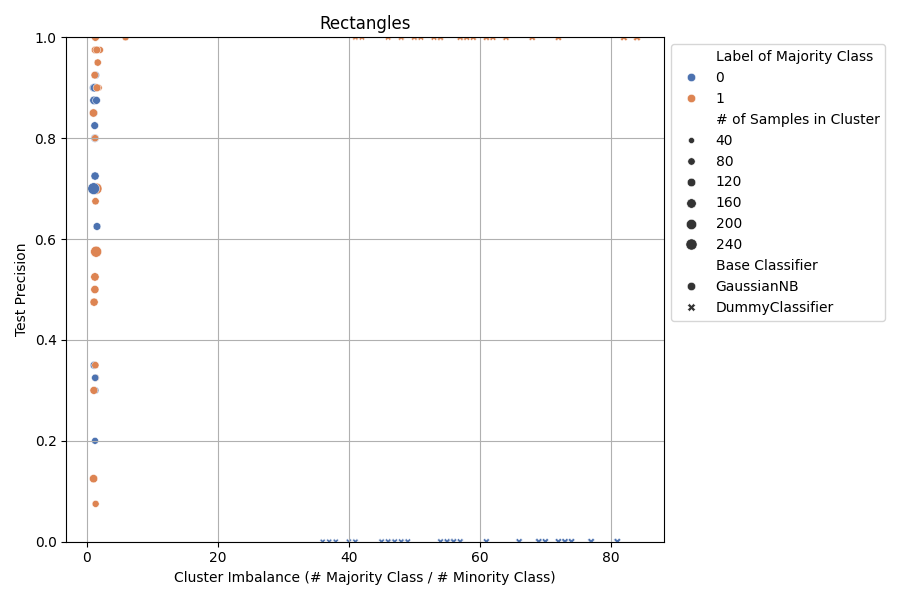 Rectangles
1.0
0.8
0.6
0.4
0.2
0.0
Test Precision
0
20
40
60
80
Cluster Imbalance (# Majority Class / # Minority Class)
Label of Majority Class
0
1
# of Samples in Cluster
40
80
120
160
200
240
Base Classifier
GaussianNB
DummyClassifier